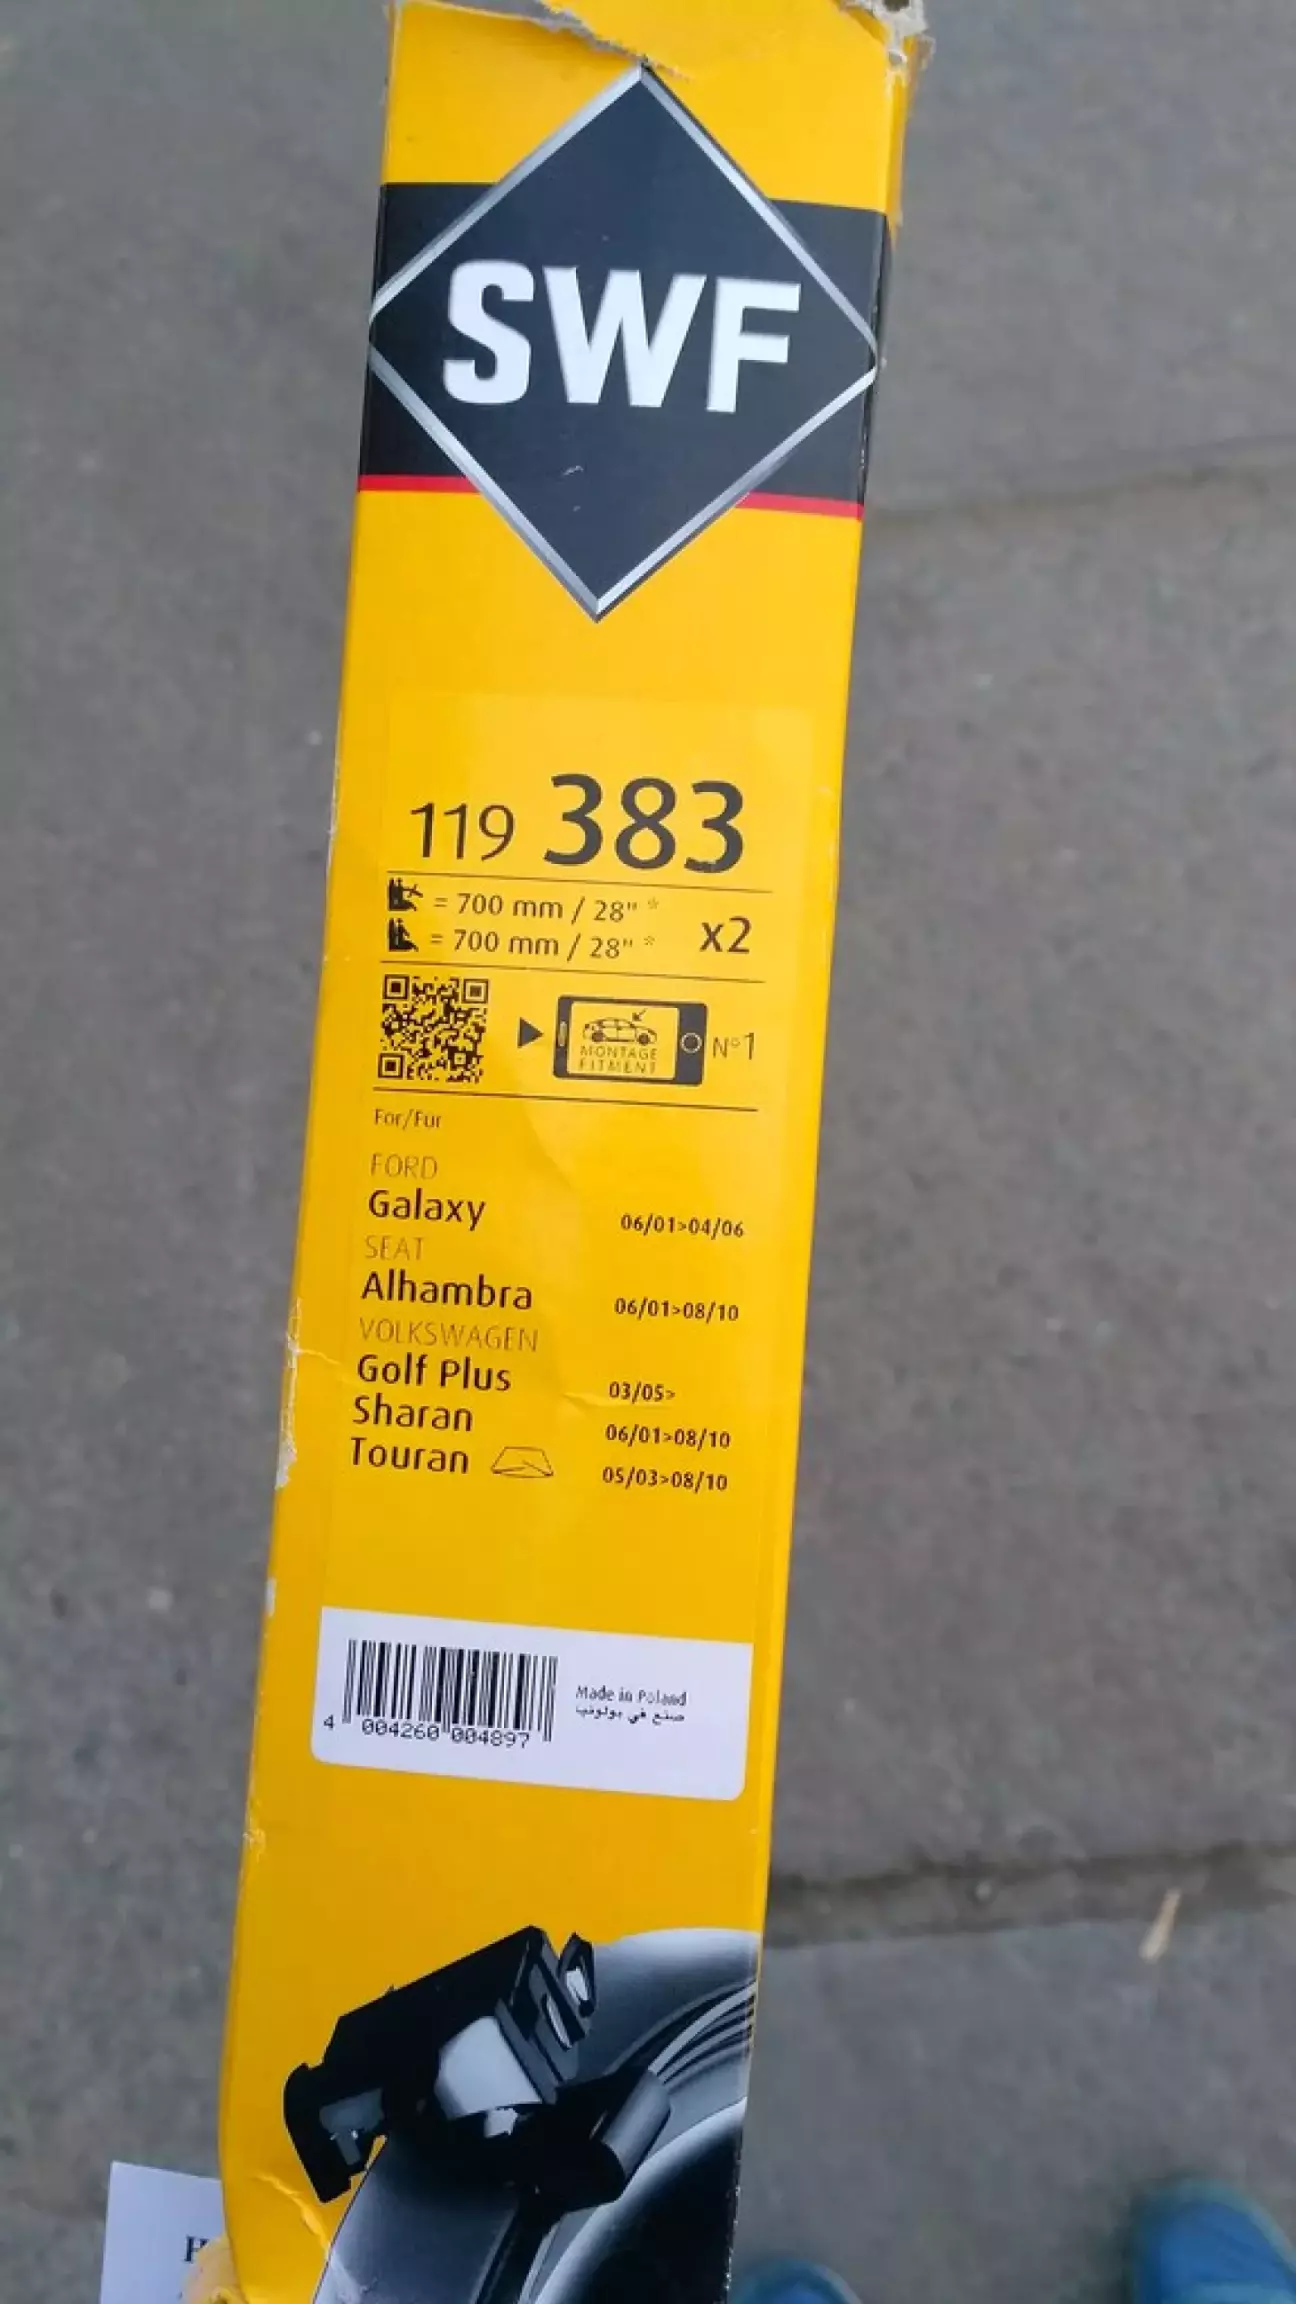 SWF
119 383
= 700 mm / 28" *
= 700 mm / 28" *
x2
MONTAGE
FITMENT
N°1
For/Für
FORD
Galaxy 06/01>04/06
SEAT
Alhambra 06/01>08/10
VOLKSWAGEN
Golf Plus 03/05>
Sharan 06/01>08/10
Touran 05/03>08/10
Made in Poland
صنع في بولونيا
4 004260 004897
H